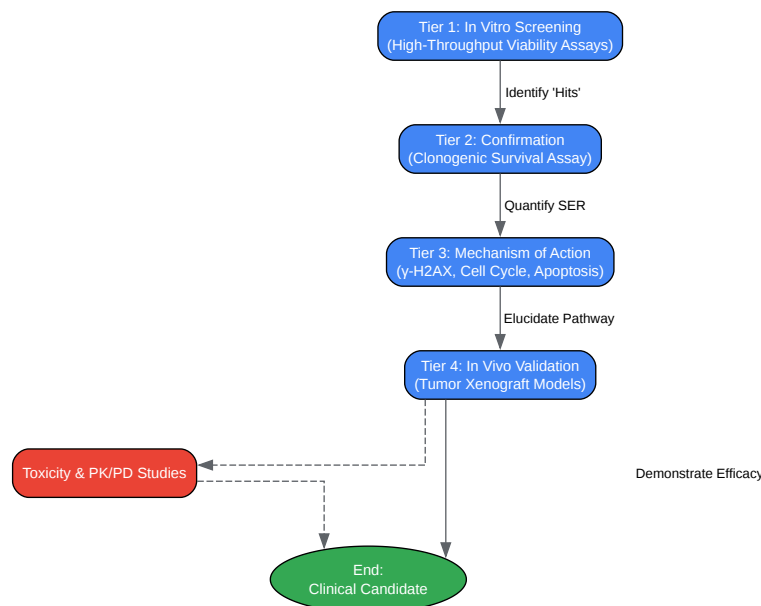 Tier 1: In Vitro Screening
(High-Throughput Viability Assays)
Identify 'Hits'
Tier 2: Confirmation
(Clonogenic Survival Assay)
Quantify SER
Tier 3: Mechanism of Action
(γ-H2AX, Cell Cycle, Apoptosis)
Elucidate Pathway
Tier 4: In Vivo Validation
(Tumor Xenograft Models)
Toxicity & PK/PD Studies
Demonstrate Efficacy
End:
Clinical Candidate